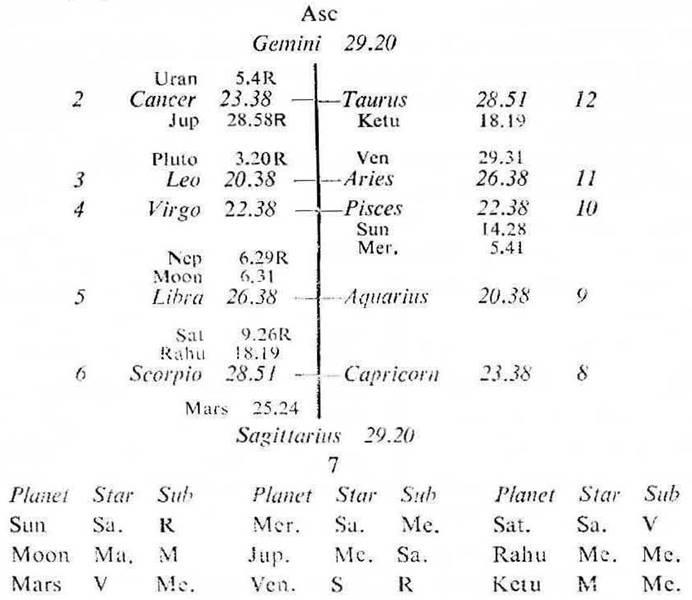 Asc
Gemini 29.20
Uran 5.4R
2 Cancer 23.38 Taurus 28.51 12
Jup 28.58R Ketu 18.19
Pluto 3.20R Ven 29.31
3 Leo 20.38 Aries 26.38 11
4 Virgo 22.38 Pisces 22.38 10
Sun 14.28
Mer. 5.41
Nep 6.29R
Moon 6.31
5 Libra 26.38 Aquarius 20.38 9
Sat 9.26R
Rahu 18.19
6 Scorpio 28.51 Capricorn 23.38 8
Mars 25.24
Sagittarius 29.20
7
Planet Star Sub Planet Star Sub Planet Star Sub
Sun Sa. R Mer. Sa. Me. Sat. Sa. V
Moon Ma. M Jup. Me. Sa. Rahu Me. Me.
Mars V Me. Ven. S R Ketu M Me.